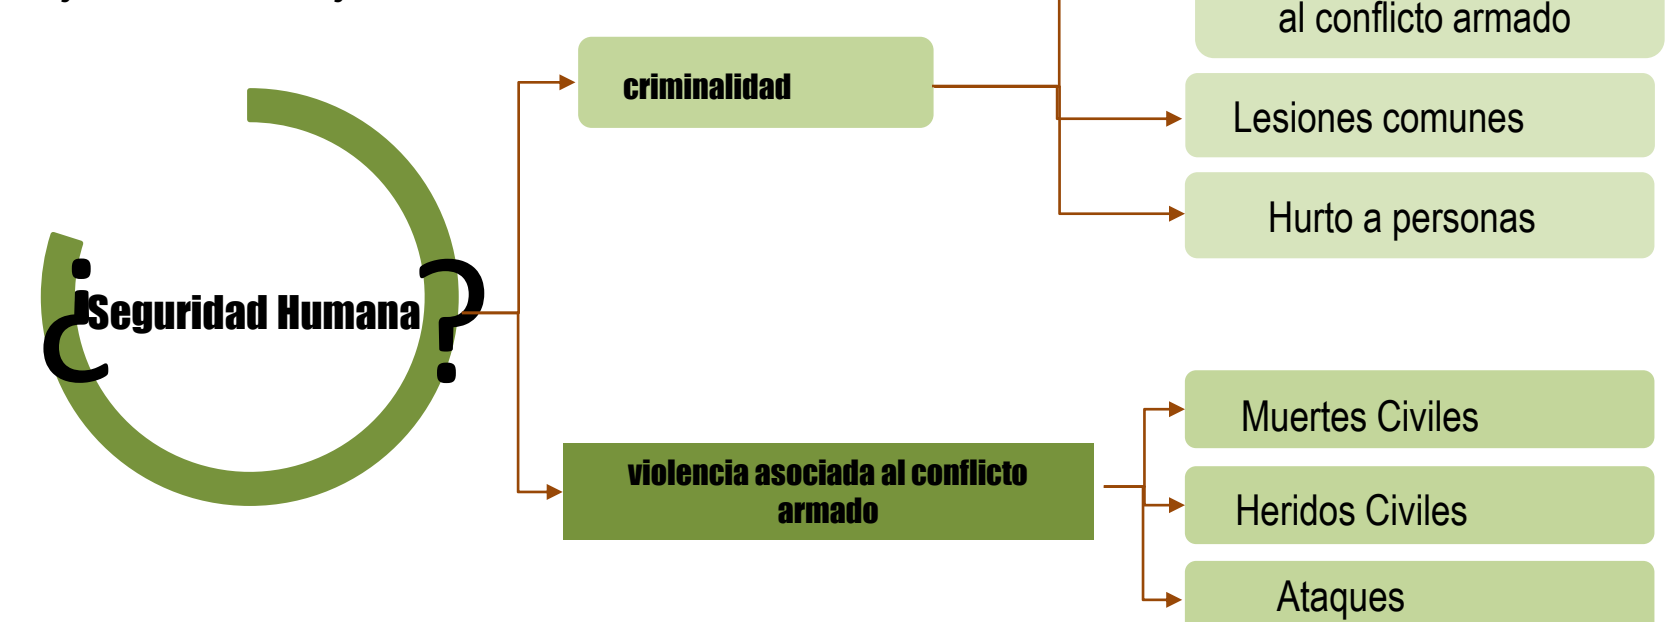 al conflicto armado
criminalidad
Lesiones comunes
Hurto a personas
¿Seguridad Humana?
Muertes Civiles
violencia asociada al conflicto
armado
Heridos Civiles
Ataques